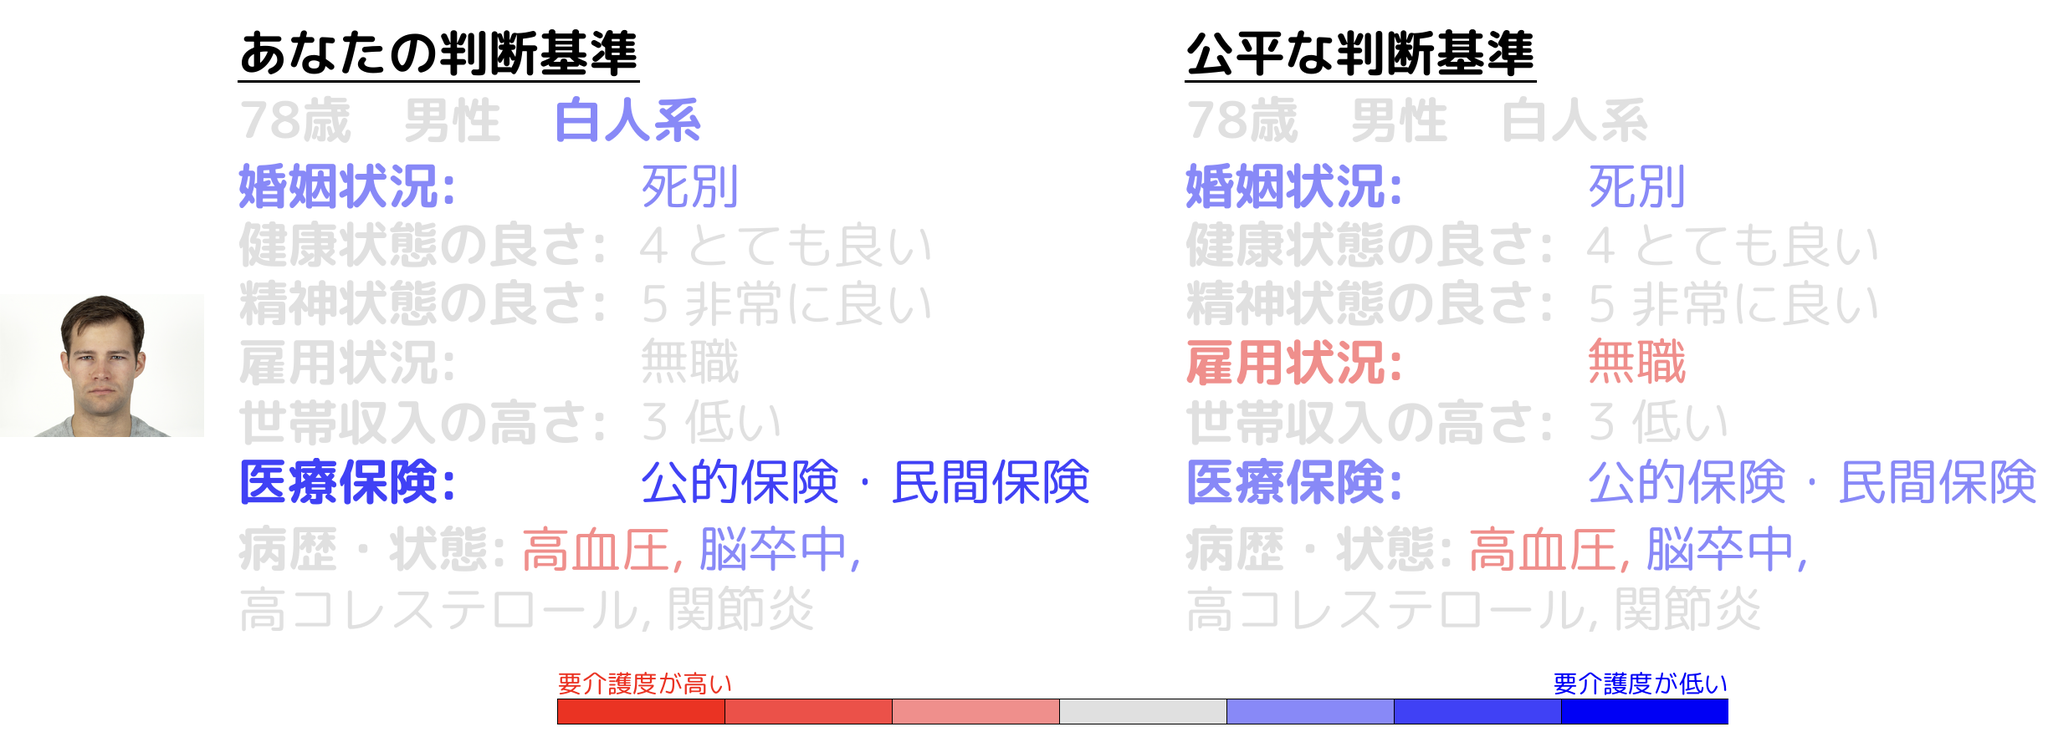 あなたの判断基準
78歳 男性 白人系
婚姻状況: 死別
健康状態の良さ: 4 とても良い
精神状態の良さ: 5 非常に良い
雇用状況: 無職
世帯収入の高さ: 3 低い
医療保険: 公的保険・民間保険
病歴・状態: 高血圧, 脳卒中,
高コレステロール, 関節炎
公平な判断基準
78歳 男性 白人系
婚姻状況: 死別
健康状態の良さ: 4 とても良い
精神状態の良さ: 5 非常に良い
雇用状況: 無職
世帯収入の高さ: 3 低い
医療保険: 公的保険・民間保険
病歴・状態: 高血圧, 脳卒中,
高コレステロール, 関節炎
要介護度が高い
要介護度が低い